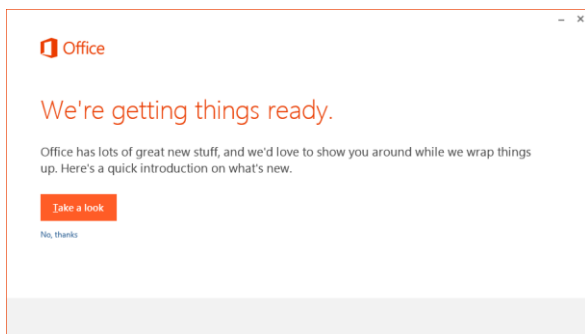 Office
We're getting things ready.
Office has lots of great new stuff, and we'd love to show you around while we wrap things
up. Here's a quick introduction on what's new.
Take a look
No, thanks